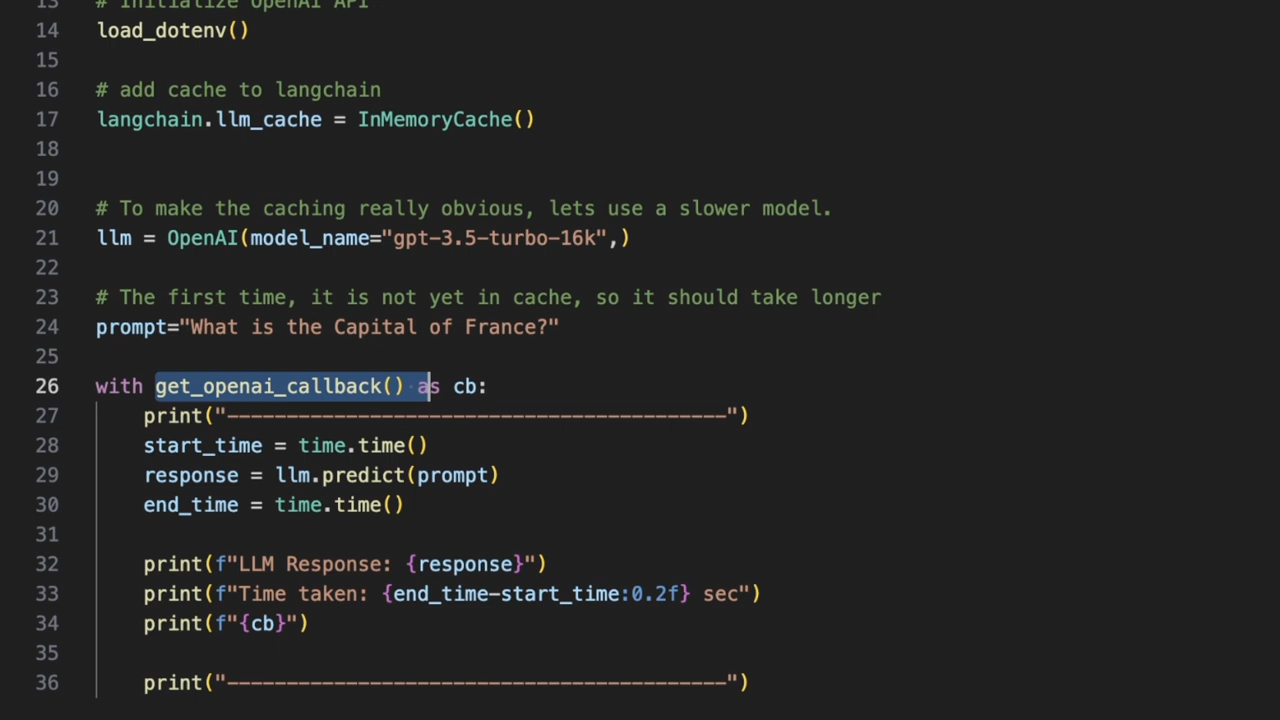 13 # Initialize OpenAI API
14 load_dotenv()
15
16 # add cache to langchain
17 langchain.llm_cache = InMemoryCache()
18
19
20 # To make the caching really obvious, lets use a slower model.
21 llm = OpenAI(model_name="gpt-3.5-turbo-16k",)
22
23 # The first time, it is not yet in cache, so it should take longer
24 prompt="What is the Capital of France?"
25
26 with get_openai_callback() as cb:
27 print("------------------------------------------")
28 start_time = time.time()
29 response = llm.predict(prompt)
30 end_time = time.time()
31
32 print(f"LLM Response: {response}")
33 print(f"Time taken: {end_time-start_time:0.2f} sec")
34 print(f"{cb}")
35
36 print("------------------------------------------")